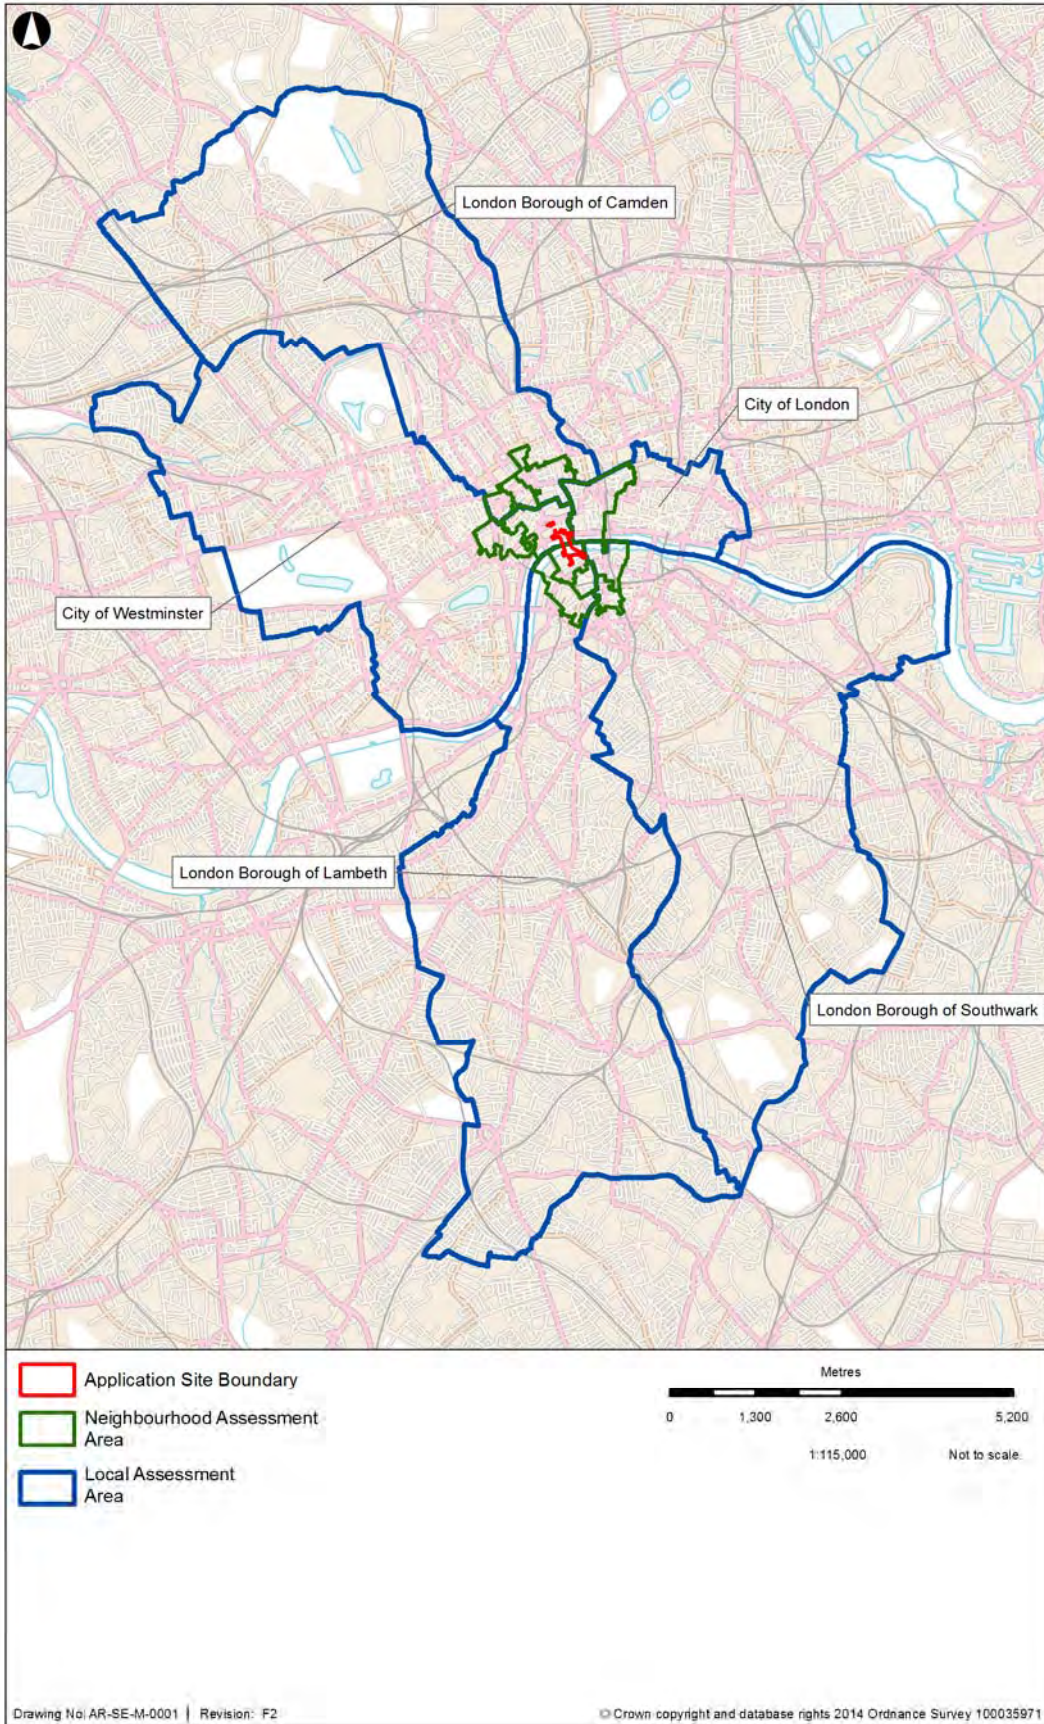 London Borough of Camden
City of London
City of Westminster
London Borough of Lambeth
London Borough of Southwark
Application Site Boundary
Neighbourhood Assessment
Area
Local Assessment
Area
Metres
0 1,300 2,600 5,200
1:115,000 Not to scale
Drawing No: AR-SE-M-0001 | Revision: F2
© Crown copyright and database rights 2014 Ordnance Survey 100035971